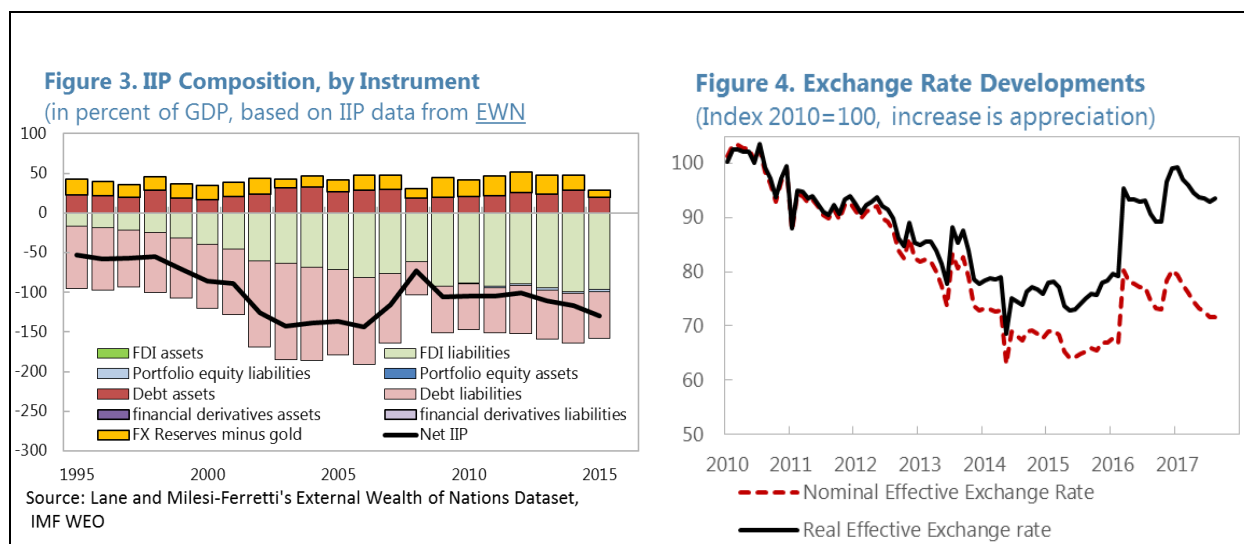 Figure 3. IIP Composition, by Instrument
(in percent of GDP, based on IIP data from EWN
100
50
0
-50
-100
-150
-200
-250
-300
FDI assets
FDI liabilities
Portfolio equity liabilities
Portfolio equity assets
Debt assets
Debt liabilities
financial derivatives assets
financial derivatives liabilities
FX Reserves minus gold
Net IIP
1995 2000 2005 2010 2015
Source: Lane and Milesi-Ferretti's External Wealth of Nations Dataset,
IMF WEO
Figure 4. Exchange Rate Developments
(Index 2010=100, increase is appreciation)
100
90
80
70
60
50
2010 2011 2012 2013 2014 2015 2016 2017
Nominal Effective Exchange Rate
Real Effective Exchange rate